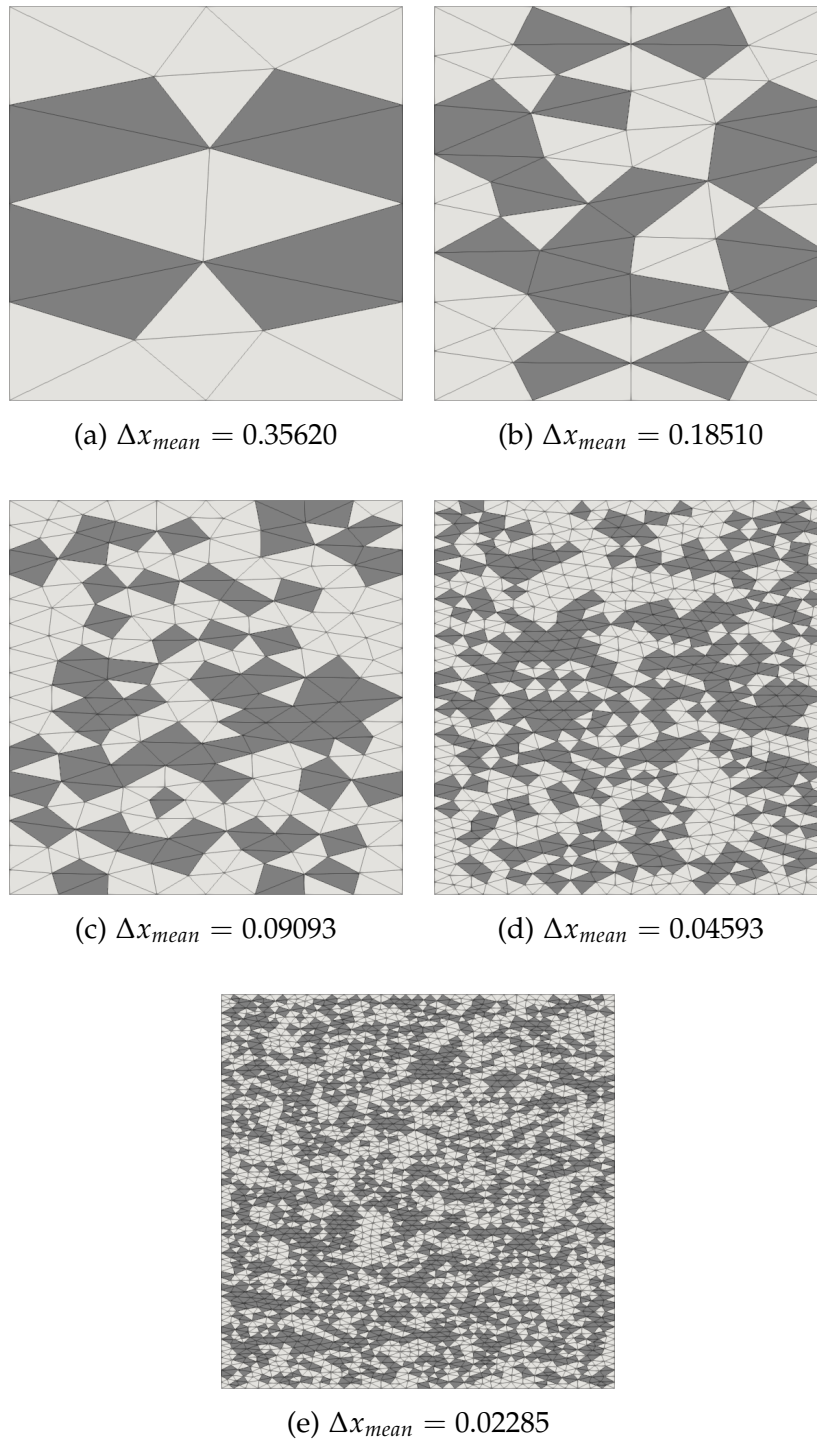 (a) Δx_mean = 0.35620
(b) Δx_mean = 0.18510
(c) Δx_mean = 0.09093
(d) Δx_mean = 0.04593
(e) Δx_mean = 0.02285